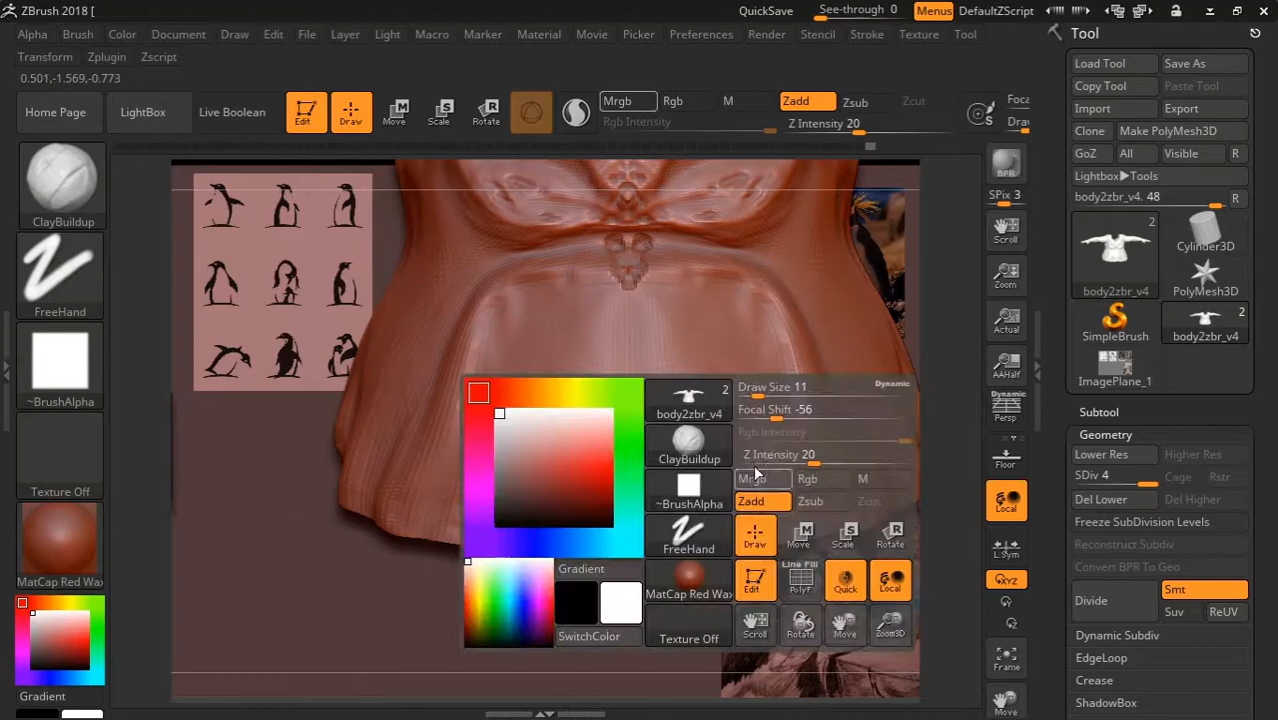 ZBrush 2018 [
QuickSave See-through 0 Menus DefaultZScript
Alpha Brush Color Document Draw Edit File Layer Light Macro Marker Material Movie Picker Preferences Render Stencil Stroke Texture Tool
Transform Zplugin Zscript
0.501,-1.569,-0.773
Home Page LightBox Live Boolean Edit Draw Move Scale Rotate Mrgb Rgb M Zadd Zsub Zcut Foca
Rgb Intensity Z Intensity 20 Draw
ClayBuildup
FreeHand
~BrushAlpha
Texture Off
MatCap Red Wax
Gradient
BPR
SPix 3
Scroll
Zoom
Actual
AAHalf
Dynamic
Persp
Floor
Local
L.Sym
XYZ
Frame
Move
Draw Size 11 Dynamic
Focal Shift -56
Rgb Intensity
Z Intensity 20
Mrgb Rgb M
Zadd Zsub Zcut
body2zbr_v4 2
ClayBuildup
~BrushAlpha
FreeHand
MatCap Red Wax
Texture Off
Draw Move Scale Rotate
Line Fill
Edit PolyF Quick Local
Scroll Rotate Move Zoom3D
Gradient
SwitchColor
Tool
Load Tool Save As
Copy Tool Paste Tool
Import Export
Clone Make PolyMesh3D
GoZ All Visible R
Lightbox▶Tools
body2zbr_v4. 48 R
2 Cylinder3D
body2zbr_v4 PolyMesh3D
SimpleBrush 2 body2zbr_v4
ImagePlane_1
Subtool
Geometry
Lower Res Higher Res
SDiv 4 Cage Rstr
Del Lower Del Higher
Freeze SubDivision Levels
Reconstruct Subdiv
Convert BPR To Geo
Divide Smt
Suv ReUV
Dynamic Subdiv
EdgeLoop
Crease
ShadowBox